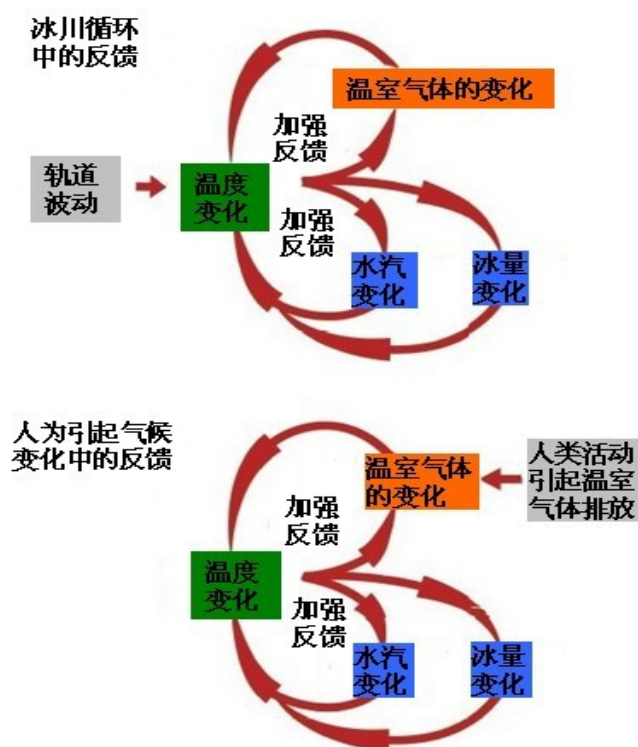 冰川循环
中的反馈
温室气体的变化
加强
反馈
轨道
波动
温度
变化
加强
反馈
水汽
变化
冰量
变化
人为引起气候
变化中的反馈
温室气体
的变化
人类活动
引起温室
气体排放
加强
反馈
温度
变化
加强
反馈
水汽
变化
冰量
变化